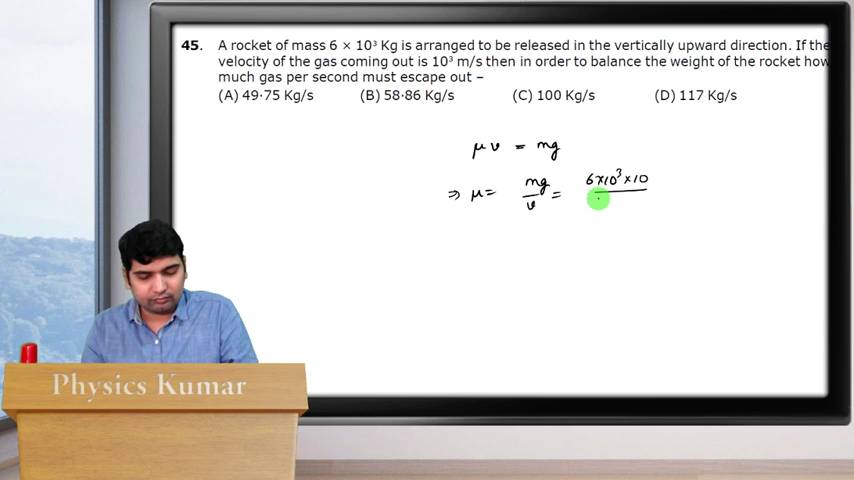 45. A rocket of mass 6 × 10³ Kg is arranged to be released in the vertically upward direction. If the
velocity of the gas coming out is 10³ m/s then in order to balance the weight of the rocket how
much gas per second must escape out –
(A) 49·75 Kg/s (B) 58·86 Kg/s (C) 100 Kg/s (D) 117 Kg/s
μv = mg
⇒ μ = mg/v = 6×10³×10
Physics Kumar